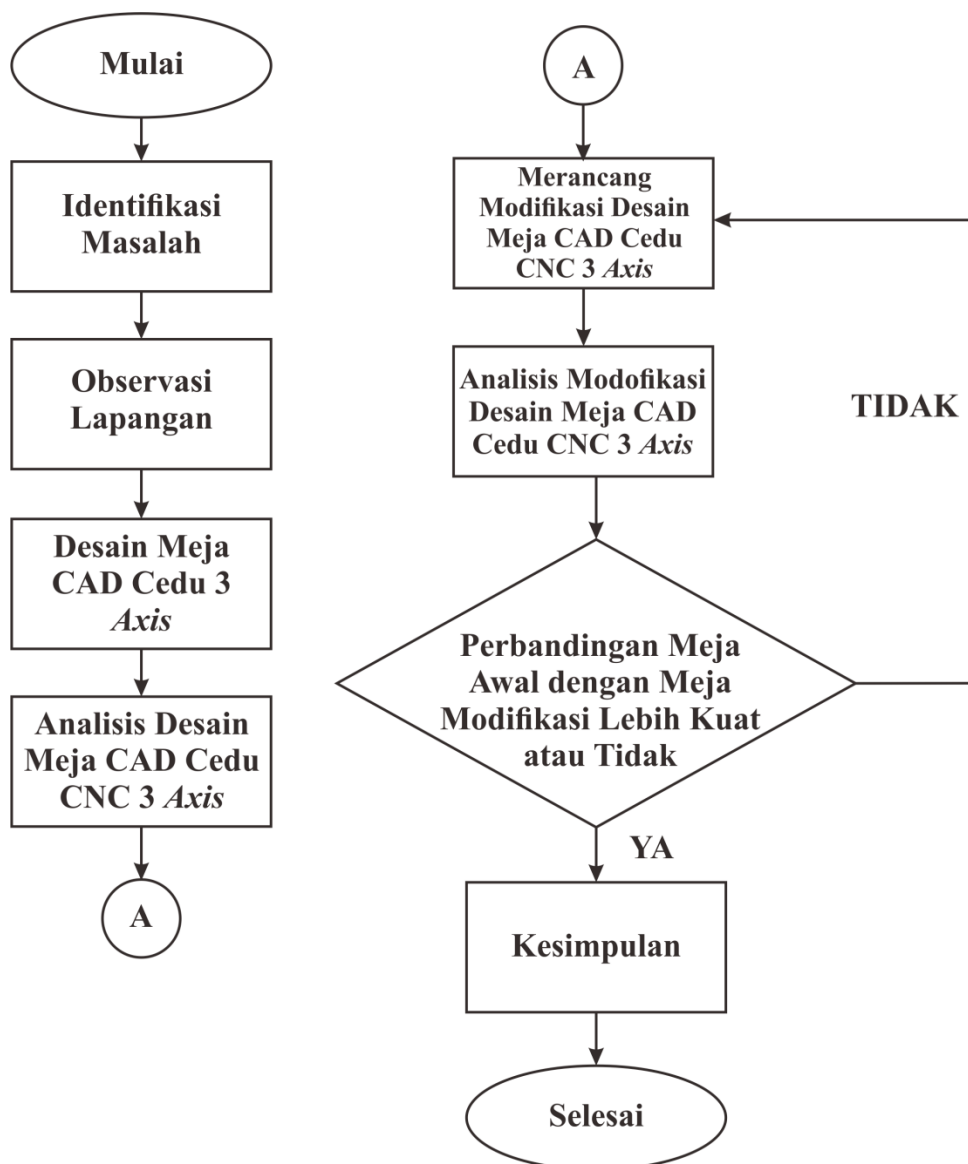 Mulai
Identifikasi
Masalah
Observasi
Lapangan
Desain Meja
CAD Cedu 3
Axis
Analisis Desain
Meja CAD Cedu
CNC 3 Axis
A
A
Merancang
Modifikasi Desain
Meja CAD Cedu
CNC 3 Axis
Analisis Modofikasi
Desain Meja CAD
Cedu CNC 3 Axis
TIDAK
Perbandingan Meja
Awal dengan Meja
Modifikasi Lebih Kuat
atau Tidak
YA
Kesimpulan
Selesai